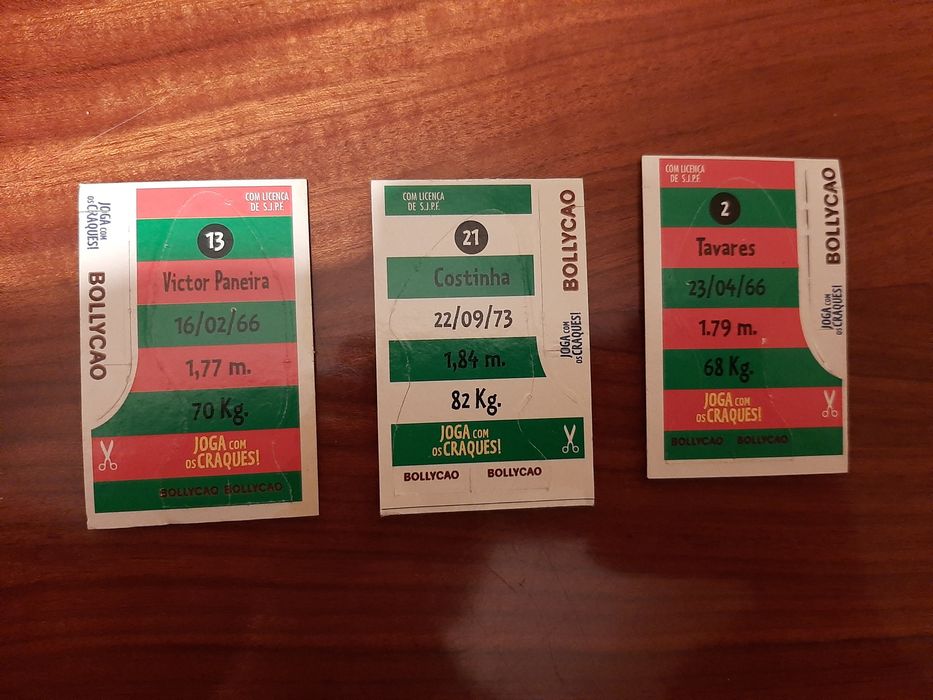 COM LICENÇA
DE S.J.P.F.
13
Victor Paneira
16/02/66
1,77 m.
70 Kg.
JOGA COM
OS CRAQUES!
BOLLYCAO BOLLYCAO
JOGA COM
OS CRAQUES!
BOLLYCAO
COM LICENÇA
DE S.J.P.F.
21
Costinha
22/09/73
1,84 m.
82 Kg.
JOGA COM
OS CRAQUES!
BOLLYCAO BOLLYCAO
BOLLYCAO
JOGA COM
OS CRAQUES!
COM LICENÇA
DE S.J.P.F.
2
Tavares
23/04/66
1.79 m.
68 Kg.
JOGA COM
OS CRAQUES!
BOLLYCAO BOLLYCAO
BOLLYCAO
JOGA COM
OS CRAQUES!